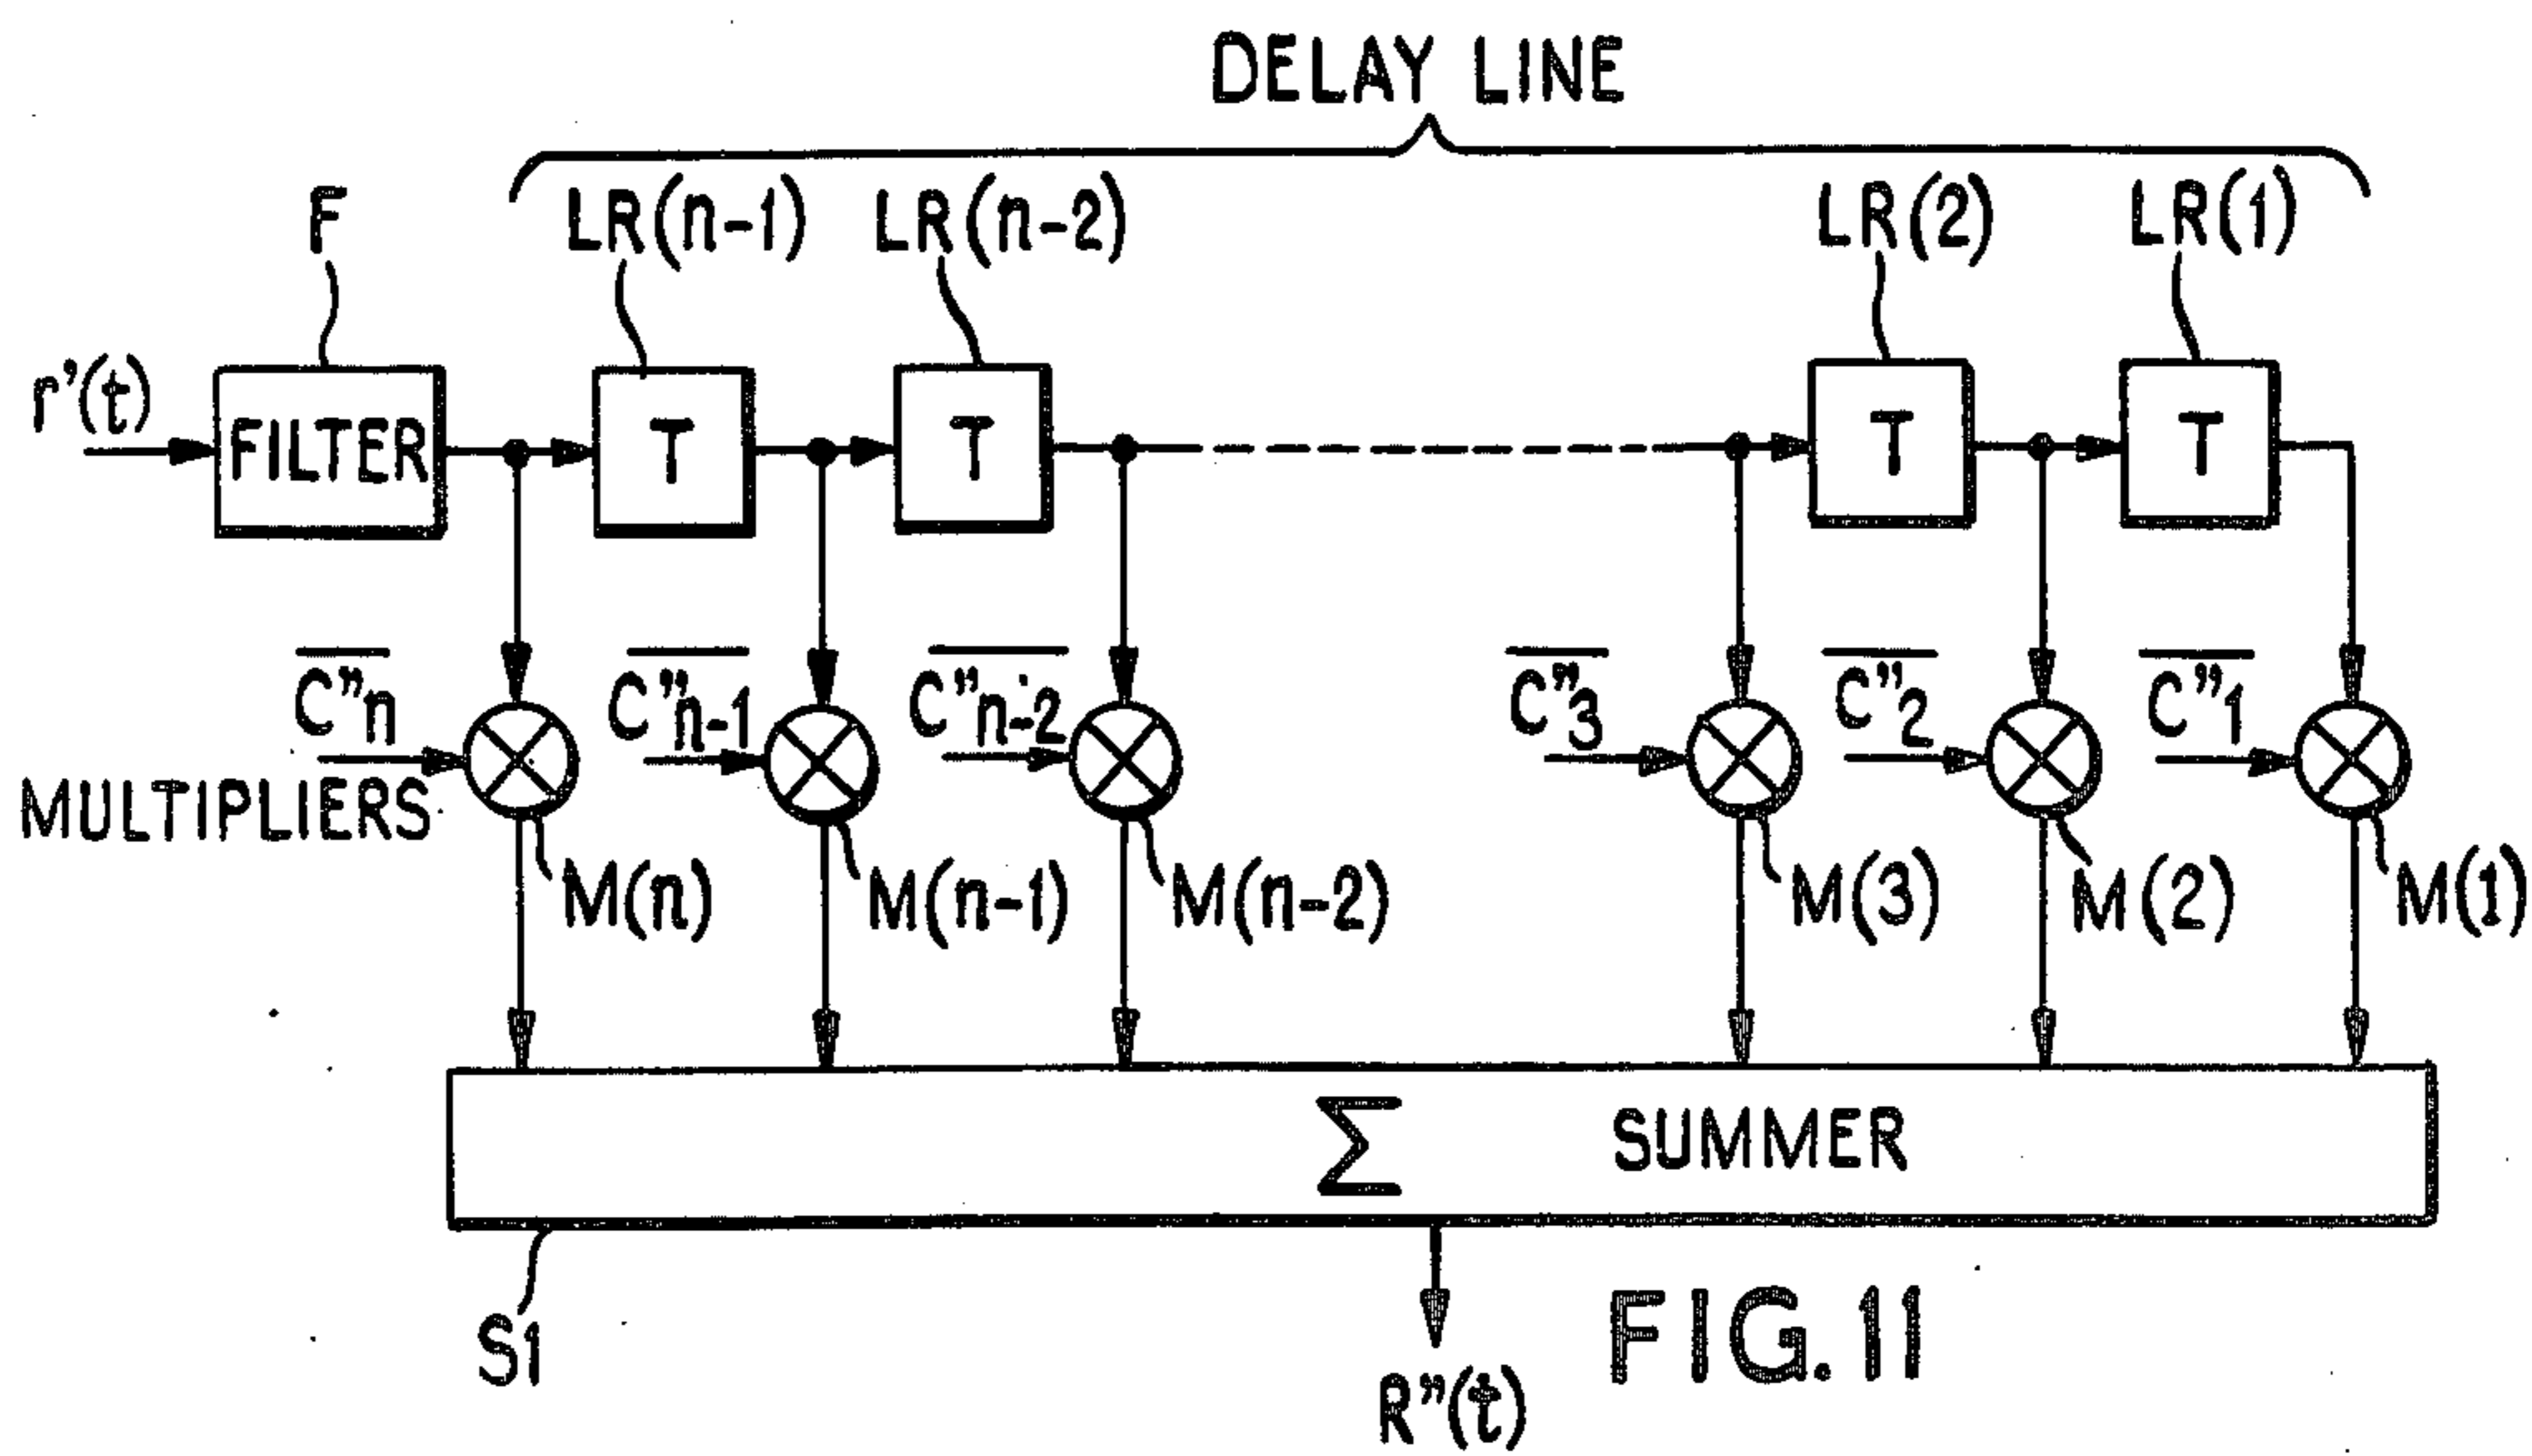 DELAY LINE
F LR(n-1) LR(n-2) LR(2) LR(1)
r'(t) FILTER T T T T
C"n C"n-1 C"n-2 C"3 C"2 C"1
MULTIPLIERS
M(n) M(n-1) M(n-2) M(3) M(2) M(1)
Σ SUMMER
S1
R"(t)
FIG. 11